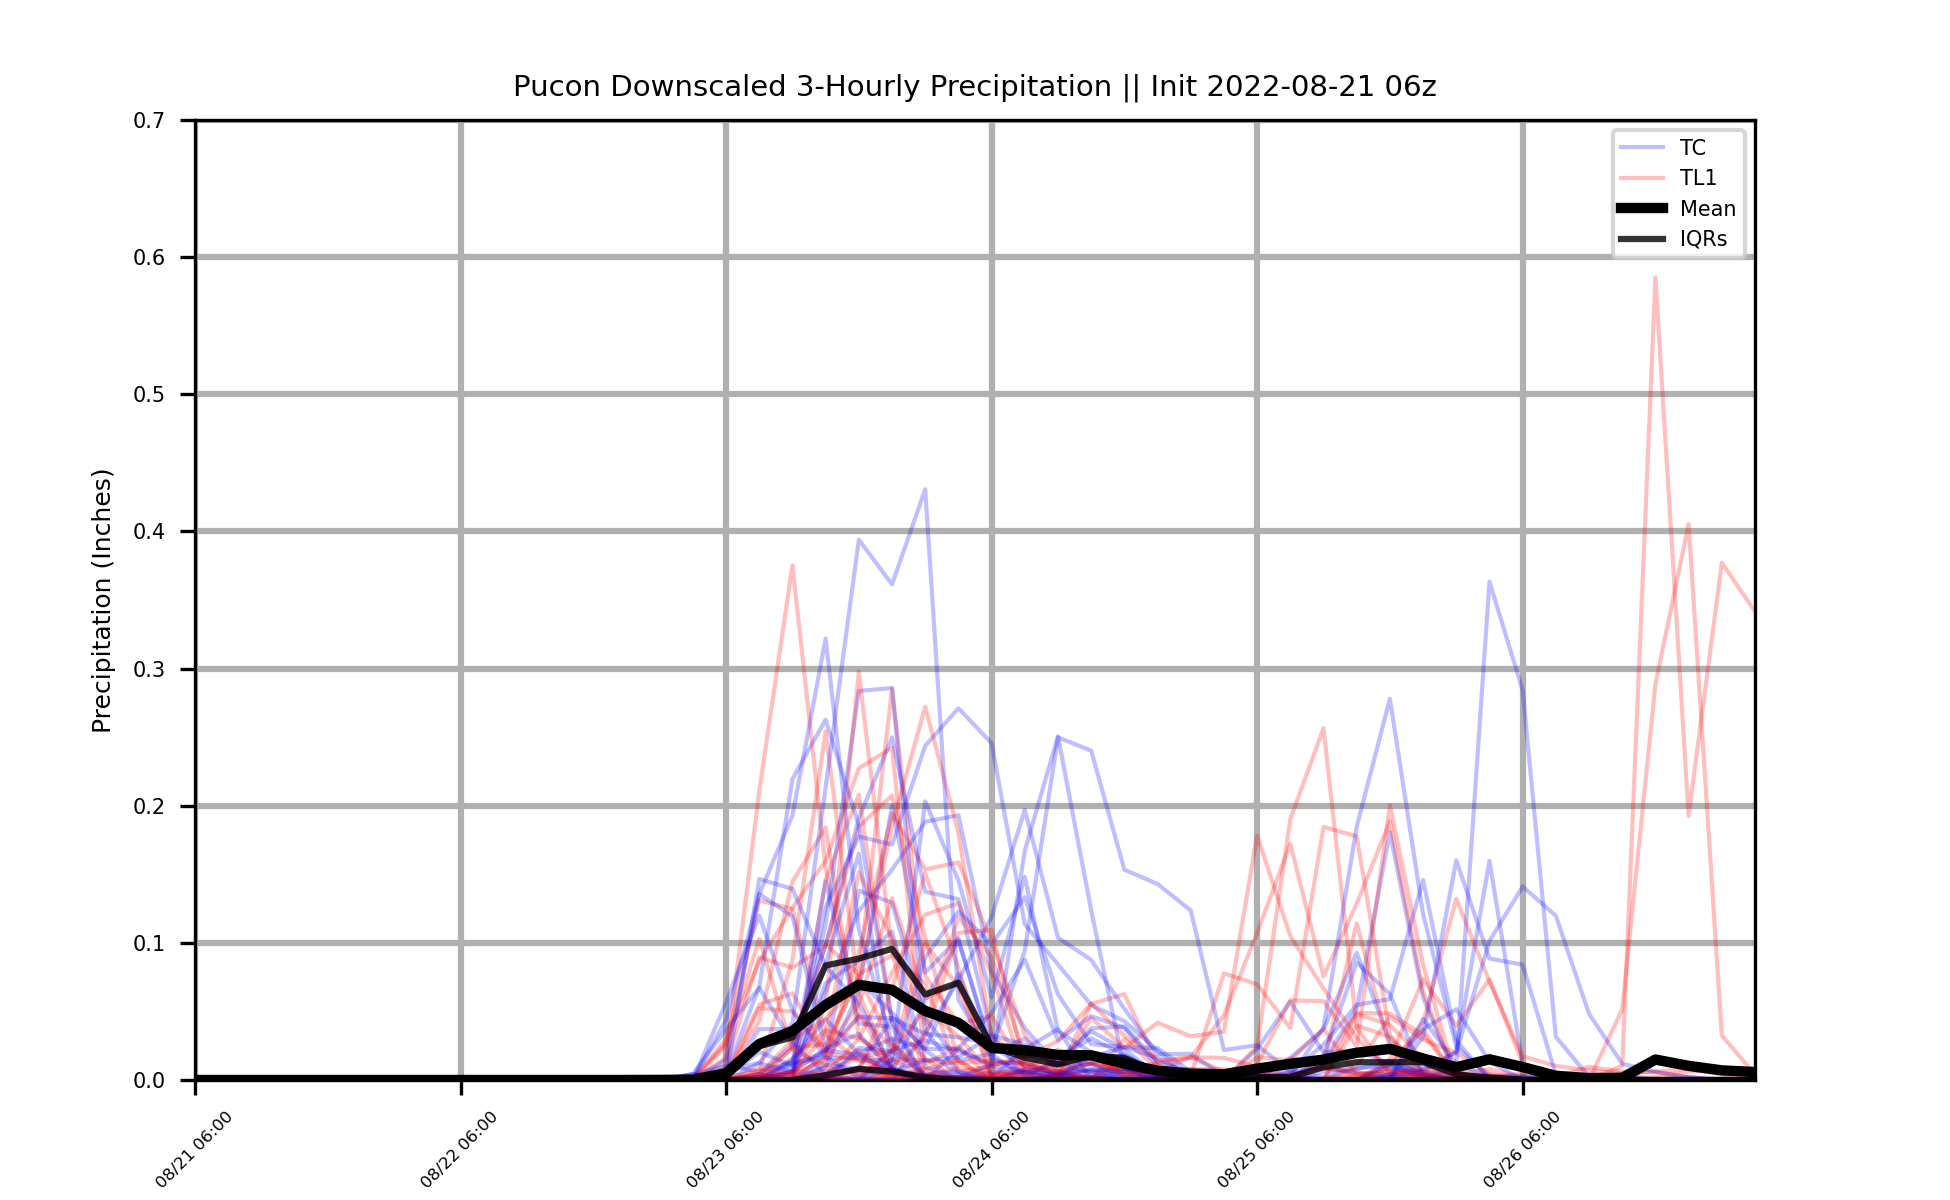 Pucon Downscaled 3-Hourly Precipitation || Init 2022-08-21 06z
Precipitation (Inches)
0.7
0.6
0.5
0.4
0.3
0.2
0.1
0.0
TC
TL1
Mean
IQRs
08/21 06:00
08/22 06:00
08/23 06:00
08/24 06:00
08/25 06:00
08/26 06:00